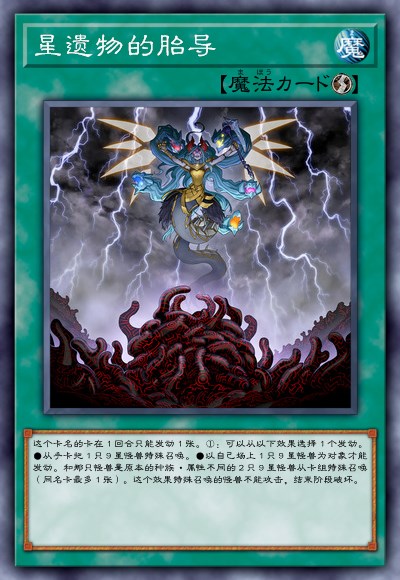 星遗物的胎导
魔
【魔法カード】
まほう
这个卡名的卡在1回合只能发动1张。①：可以从以下效果选择1个发动。
●从手卡把1只9星怪兽特殊召唤。●以自己场上1只9星怪兽为对象才能
发动。和那只怪兽是原本的种族・属性不同的2只9星怪兽从卡组特殊召唤
（同名卡最多1张）。这个效果特殊召唤的怪兽不能攻击，结束阶段破坏。